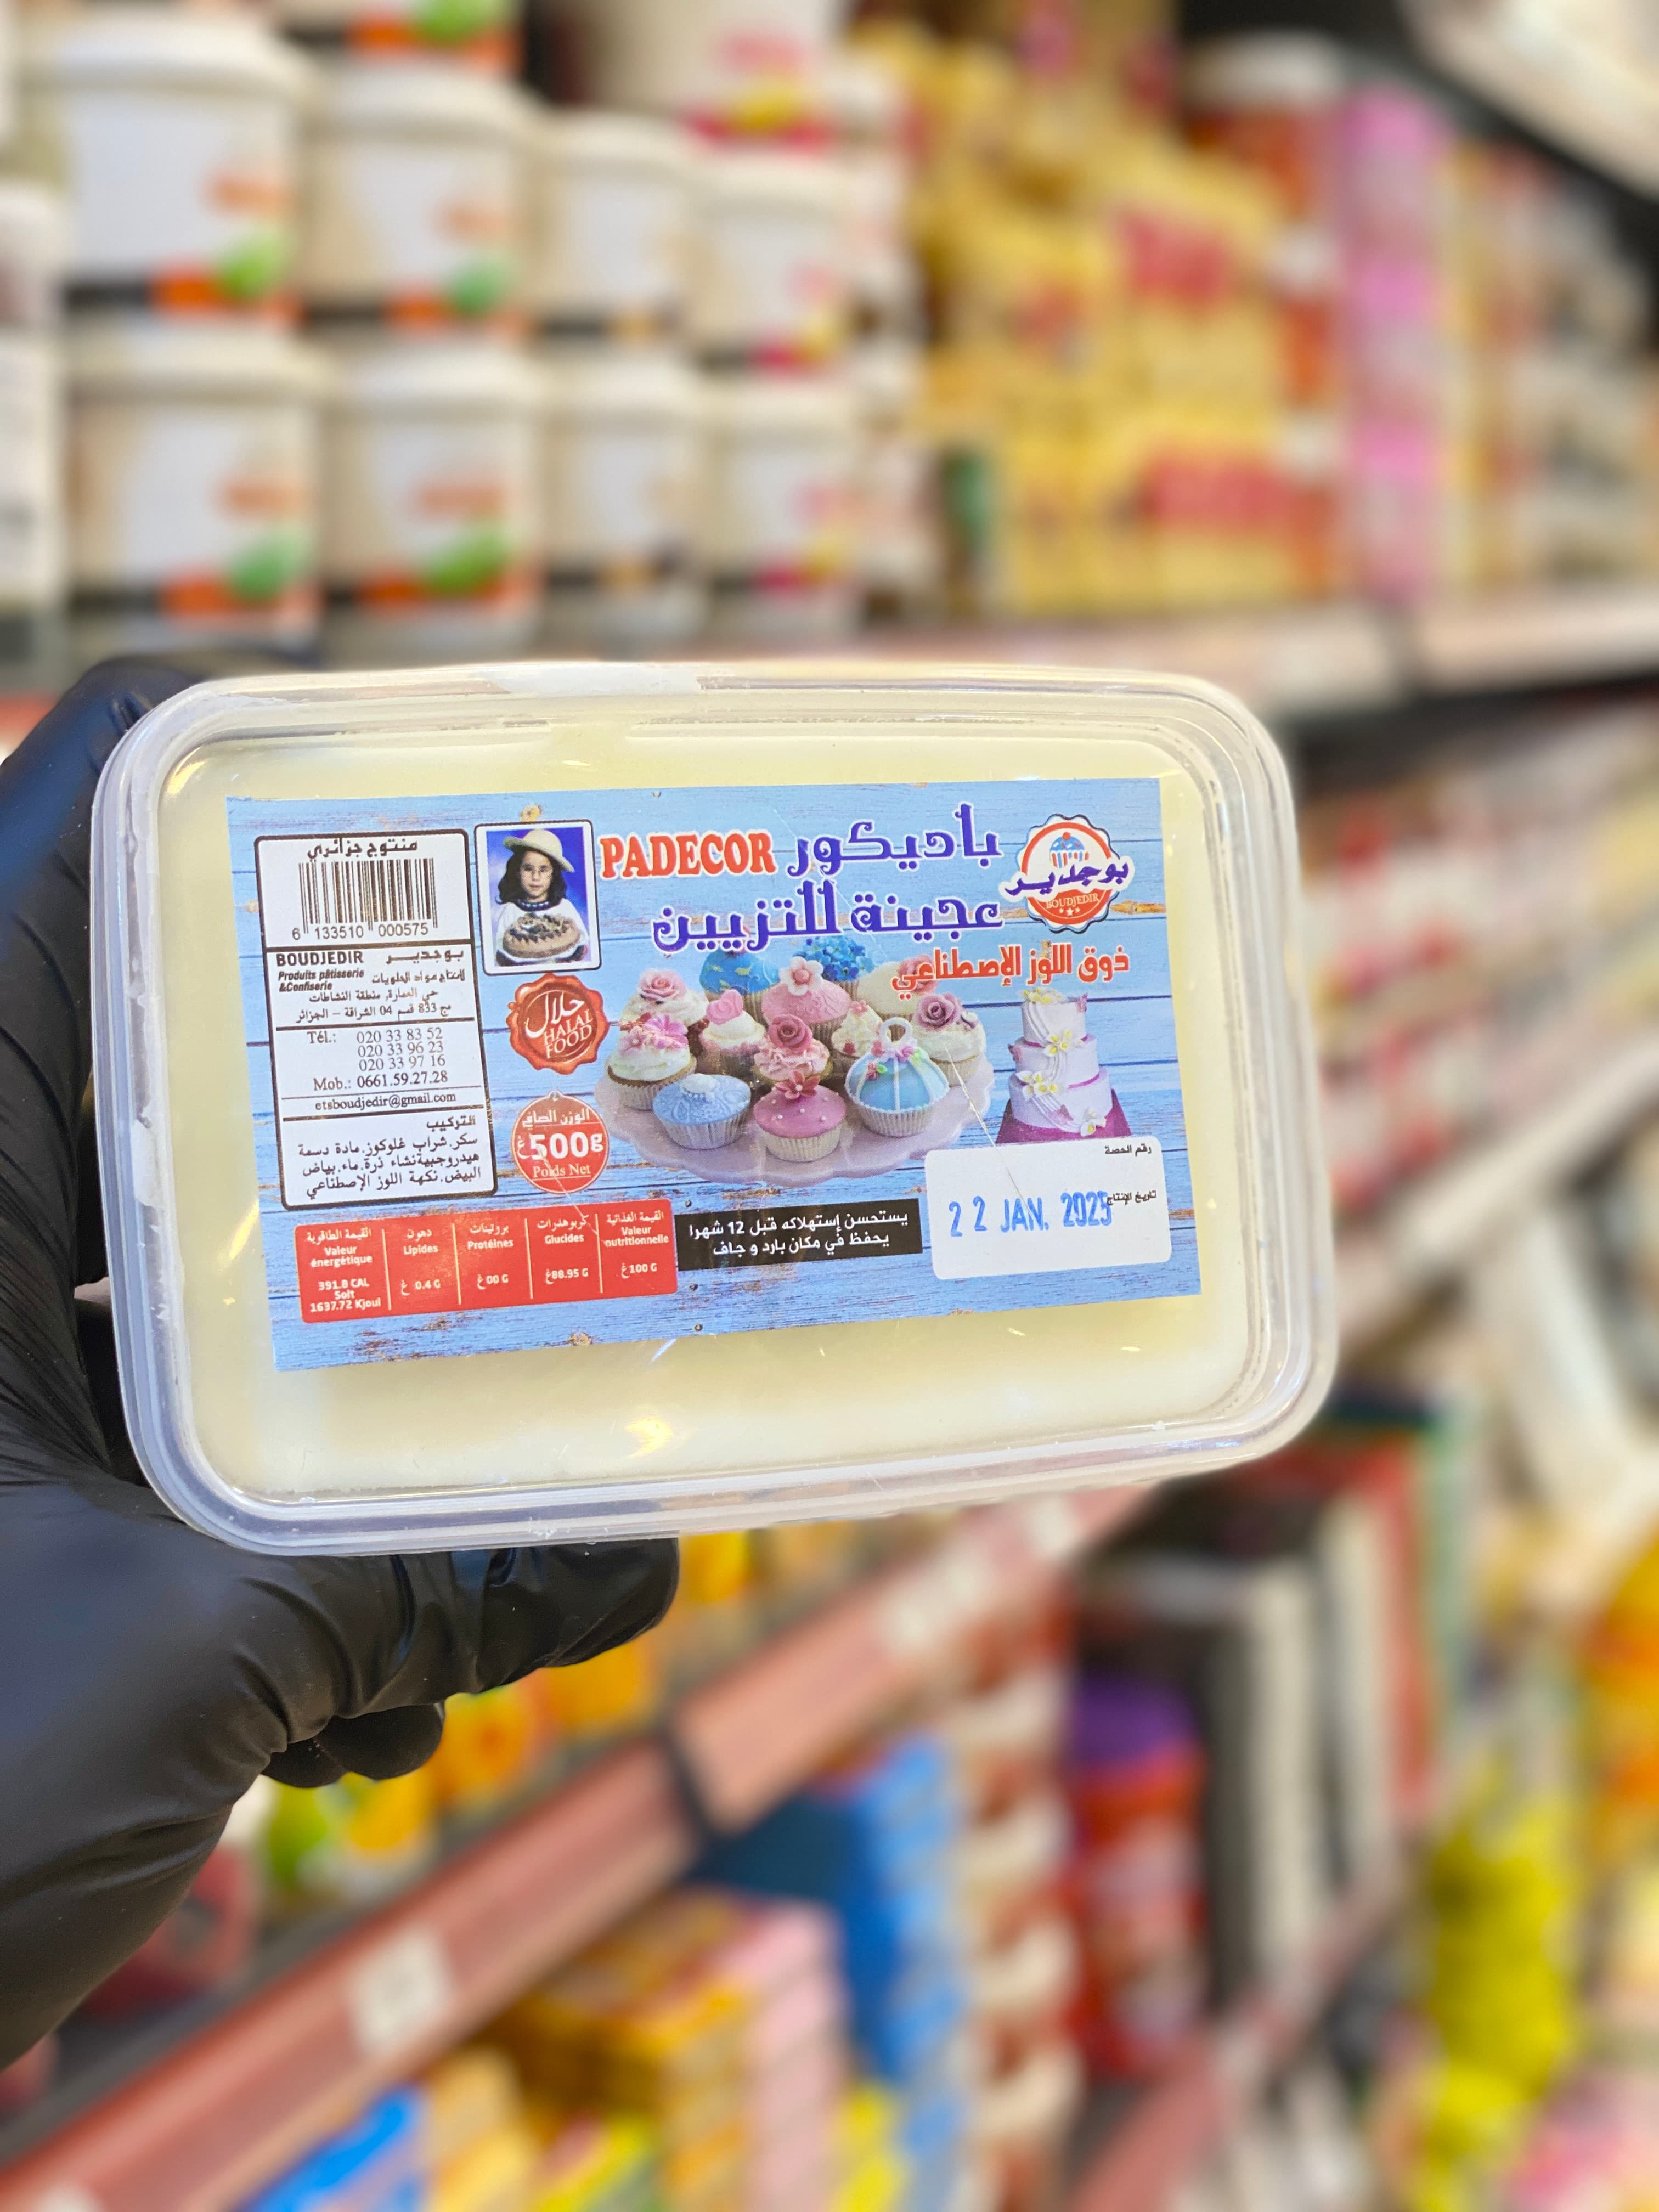 منتوج جزائري
6 133510 000575
BOUDJEDIR بوجدير
Produits pâtisserie
&Confiserie
لإنتاج مواد الحلويات
حي العمارة, منطقة النشاطات
مج 833 قسم 04 الشراقة - الجزائر
Tél.: 020 33 83 52
020 33 96 23
020 33 97 16
Mob.: 0661.59.27.28
etsboudjedir@gmail.com
التركيب
سكر.شراب غلوكوز.مادة دسمة
هيدروجيبية نشاء ذرة.ماء.بياض
البيض.نكهة اللوز الإصطناعي
PADECOR باديكور
عجينة للتزيين
ذوق اللوز الإصطناعي
بوجدير
BOUDJEDIR
حلال
HALAL
FOOD
الوزن الصافي
500g غ
Poids Net
القيمة الطاقوية
Valeur
énergétique
391.8 CAL
Soit
1637.72 Kjoul
دهون
Lipides
0.4 G غ
بروتينات
Protéines
00 G غ
كربوهدرات
Glucides
88.95 G غ
القيمة الغذائية
Valeur
nutritionnelle
100 G غ
يستحسن إستهلاكه قبل 12 شهرا
يحفظ في مكان بارد و جاف
رقم الحصة
تاريخ الإنتاج
22 JAN. 2025